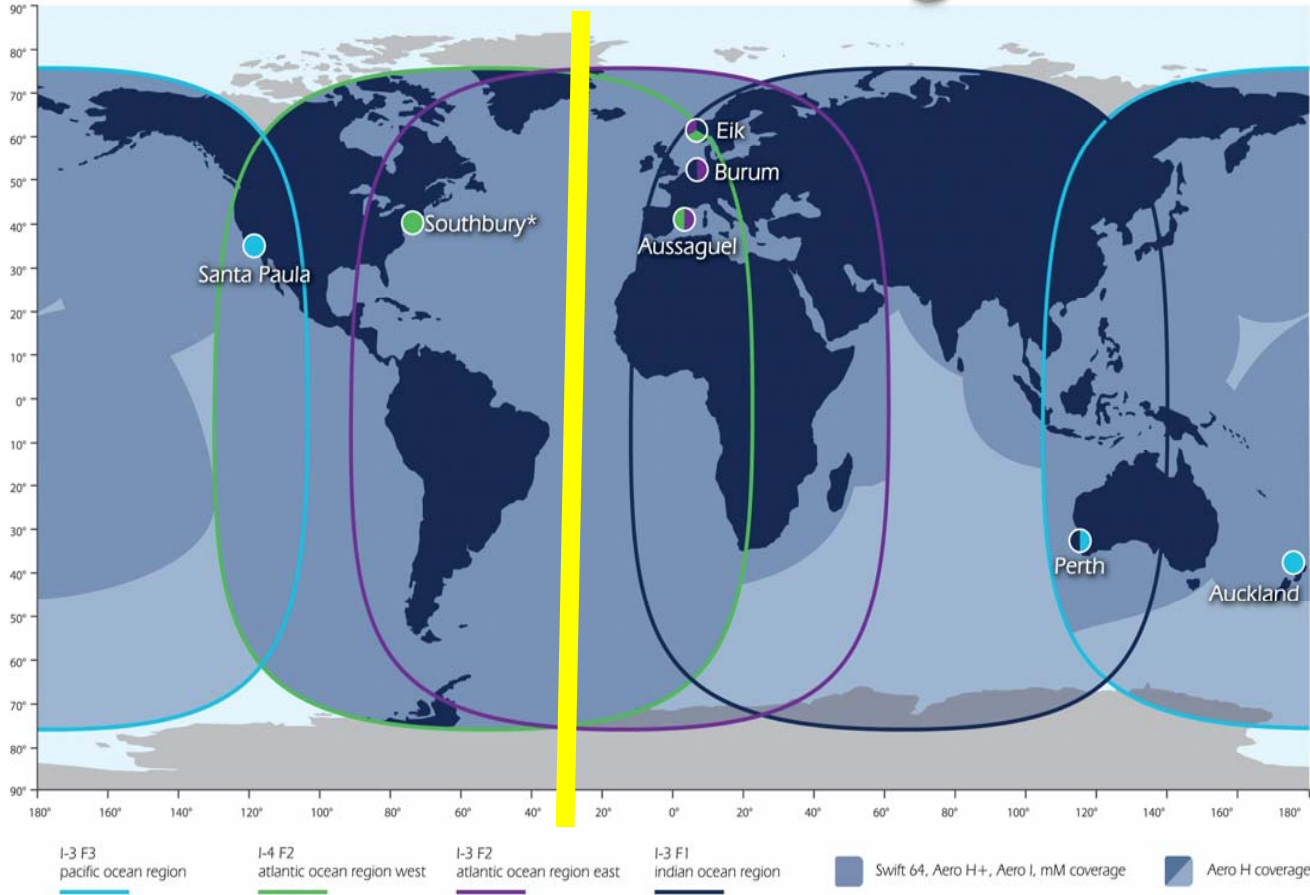 90°
80°
70°
60°
50°
40°
30°
20°
10°
0°
10°
20°
30°
40°
50°
60°
70°
80°
90°
Eik
Burum
Southbury*
Aussaguel
Santa Paula
Perth
Auckland
180° 160° 140° 120° 100° 80° 60° 40° 20° 0° 20° 40° 60° 80° 100° 120° 140° 160° 180°
I-3 F3
pacific ocean region
I-4 F2
atlantic ocean region west
I-3 F2
atlantic ocean region east
I-3 F1
indian ocean region
Swift 64, Aero H+, Aero I, mM coverage
Aero H coverage